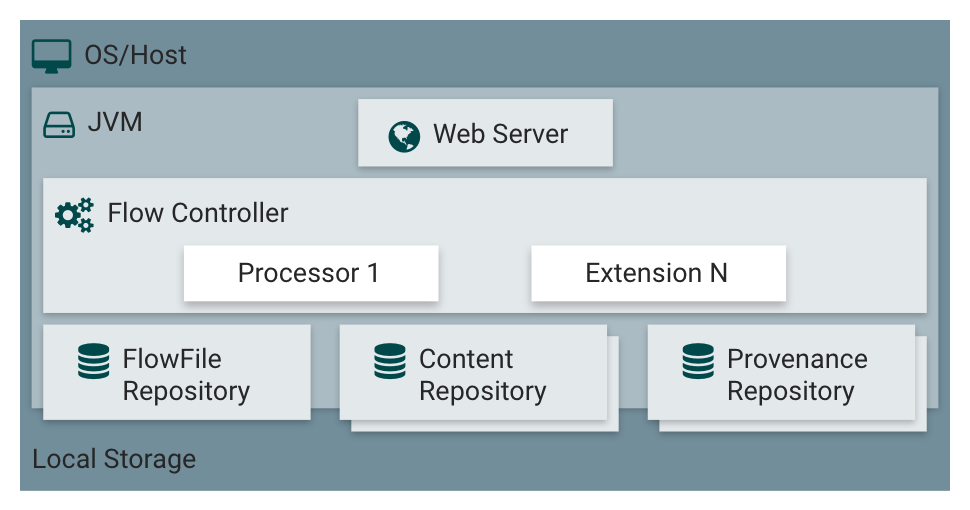 OS/Host
JVM
Web Server
Flow Controller
Processor 1
Extension N
FlowFile
Repository
Content
Repository
Provenance
Repository
Local Storage